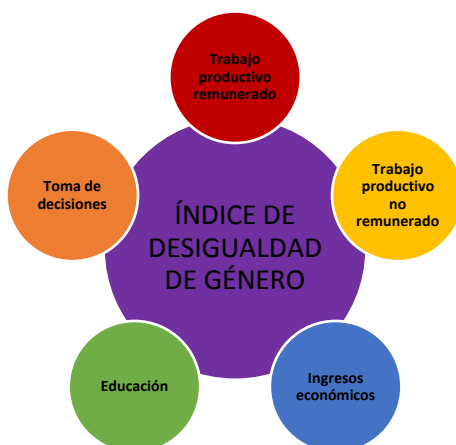 Trabajo
productivo
remunerado
Toma de
decisiones
Trabajo
productivo
no
remunerado
ÍNDICE DE
DESIGUALDAD
DE GÉNERO
Educación
Ingresos
económicos